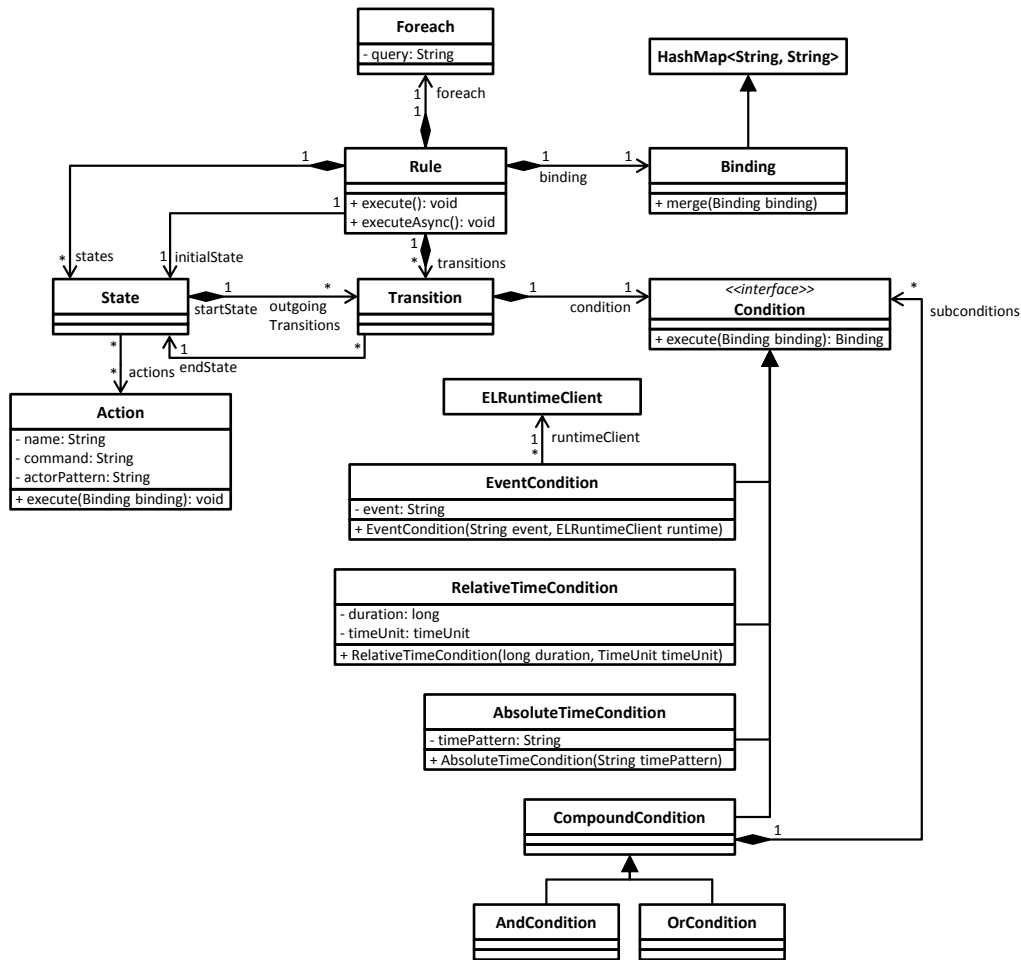 Foreach
- query: String
HashMap<String, String>
1
foreach
1
1
Rule
1
1
Binding
binding
+ execute(): void
+ executeAsync(): void
+ merge(Binding binding)
1
1
transitions
*
* states
1 initialState
State
1
*
Transition
1
1
<<interface>>
Condition
*
startState
outgoing
Transitions
condition
subconditions
+ execute(Binding binding): Binding
*
1
*
endState
* actions
Action
- name: String
- command: String
- actorPattern: String
+ execute(Binding binding): void
ELRuntimeClient
1
runtimeClient
*
EventCondition
- event: String
+ EventCondition(String event, ELRuntimeClient runtime)
RelativeTimeCondition
- duration: long
- timeUnit: timeUnit
+ RelativeTimeCondition(long duration, TimeUnit timeUnit)
AbsoluteTimeCondition
- timePattern: String
+ AbsoluteTimeCondition(String timePattern)
CompoundCondition
1
AndCondition
OrCondition